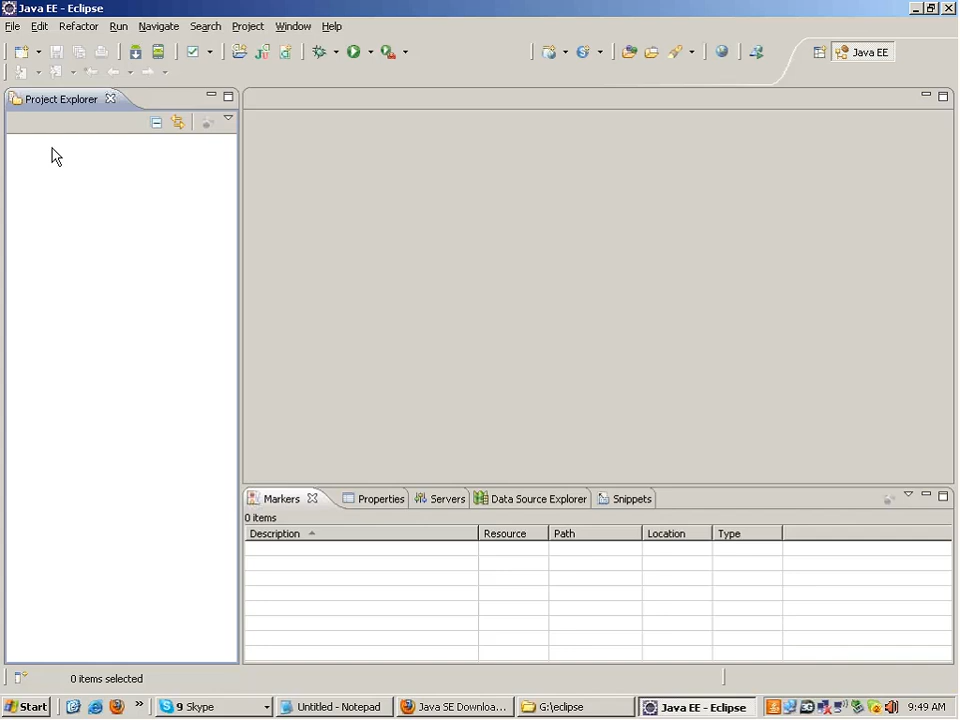 Java EE - Eclipse
File Edit Refactor Run Navigate Search Project Window Help
Java EE
Project Explorer
Markers Properties Servers Data Source Explorer Snippets
0 items
Description Resource Path Location Type
0 items selected
Start 9 Skype Untitled - Notepad Java SE Downloa... G:\eclipse Java EE - Eclipse 9:49 AM